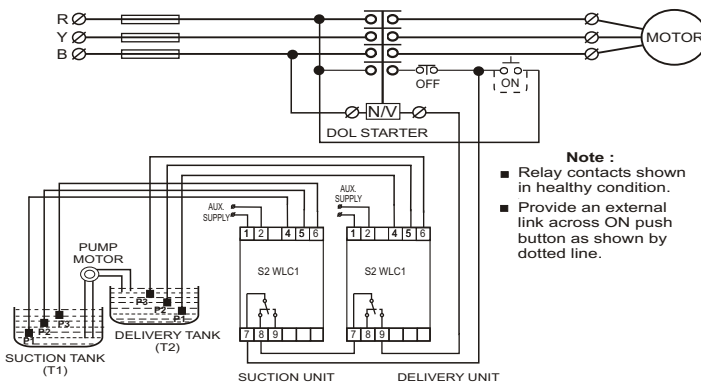 R
Y
B
MOTOR
OFF
ON
N/V
DOL STARTER
Note :
Relay contacts shown
in healthy condition.
Provide an external
link across ON push
button as shown by
dotted line.
AUX.
SUPPLY
AUX.
SUPPLY
1 2 4 5 6
1 2 4 5 6
S2 WLC1
S2 WLC1
PUMP
MOTOR
P3
P2
P1
P3
P2
P1
DELIVERY TANK
(T2)
SUCTION TANK
(T1)
7 8 9
7 8 9
SUCTION UNIT
DELIVERY UNIT